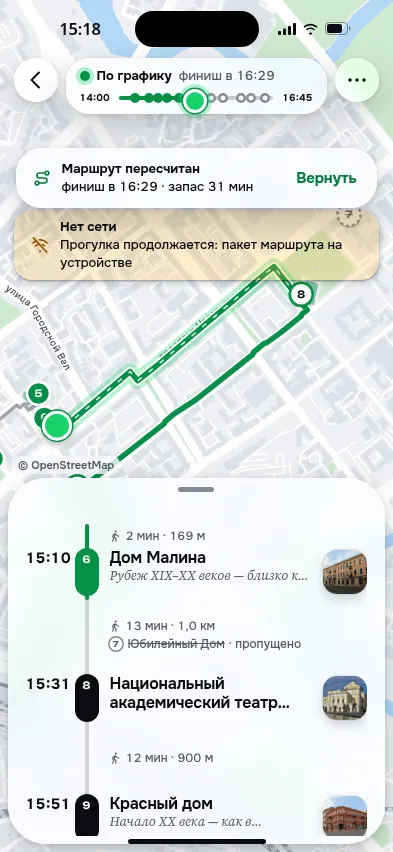 15:18
По графику финиш в 16:29
14:00 16:45
Маршрут пересчитан
финиш в 16:29 · запас 31 мин
Вернуть
7
Нет сети
Прогулка продолжается: пакет маршрута на
устройстве
8
улица Городской Вал
5
© OpenStreetMap
2 мин · 169 м
15:10 6 Дом Малина
Рубеж XIX–XX веков — близко к...
13 мин · 1,0 км
7 Юбилейный Дом · пропущено
15:31 8 Национальный
академический театр...
12 мин · 900 м
15:51 9 Красный дом
Начало XX века — как в...